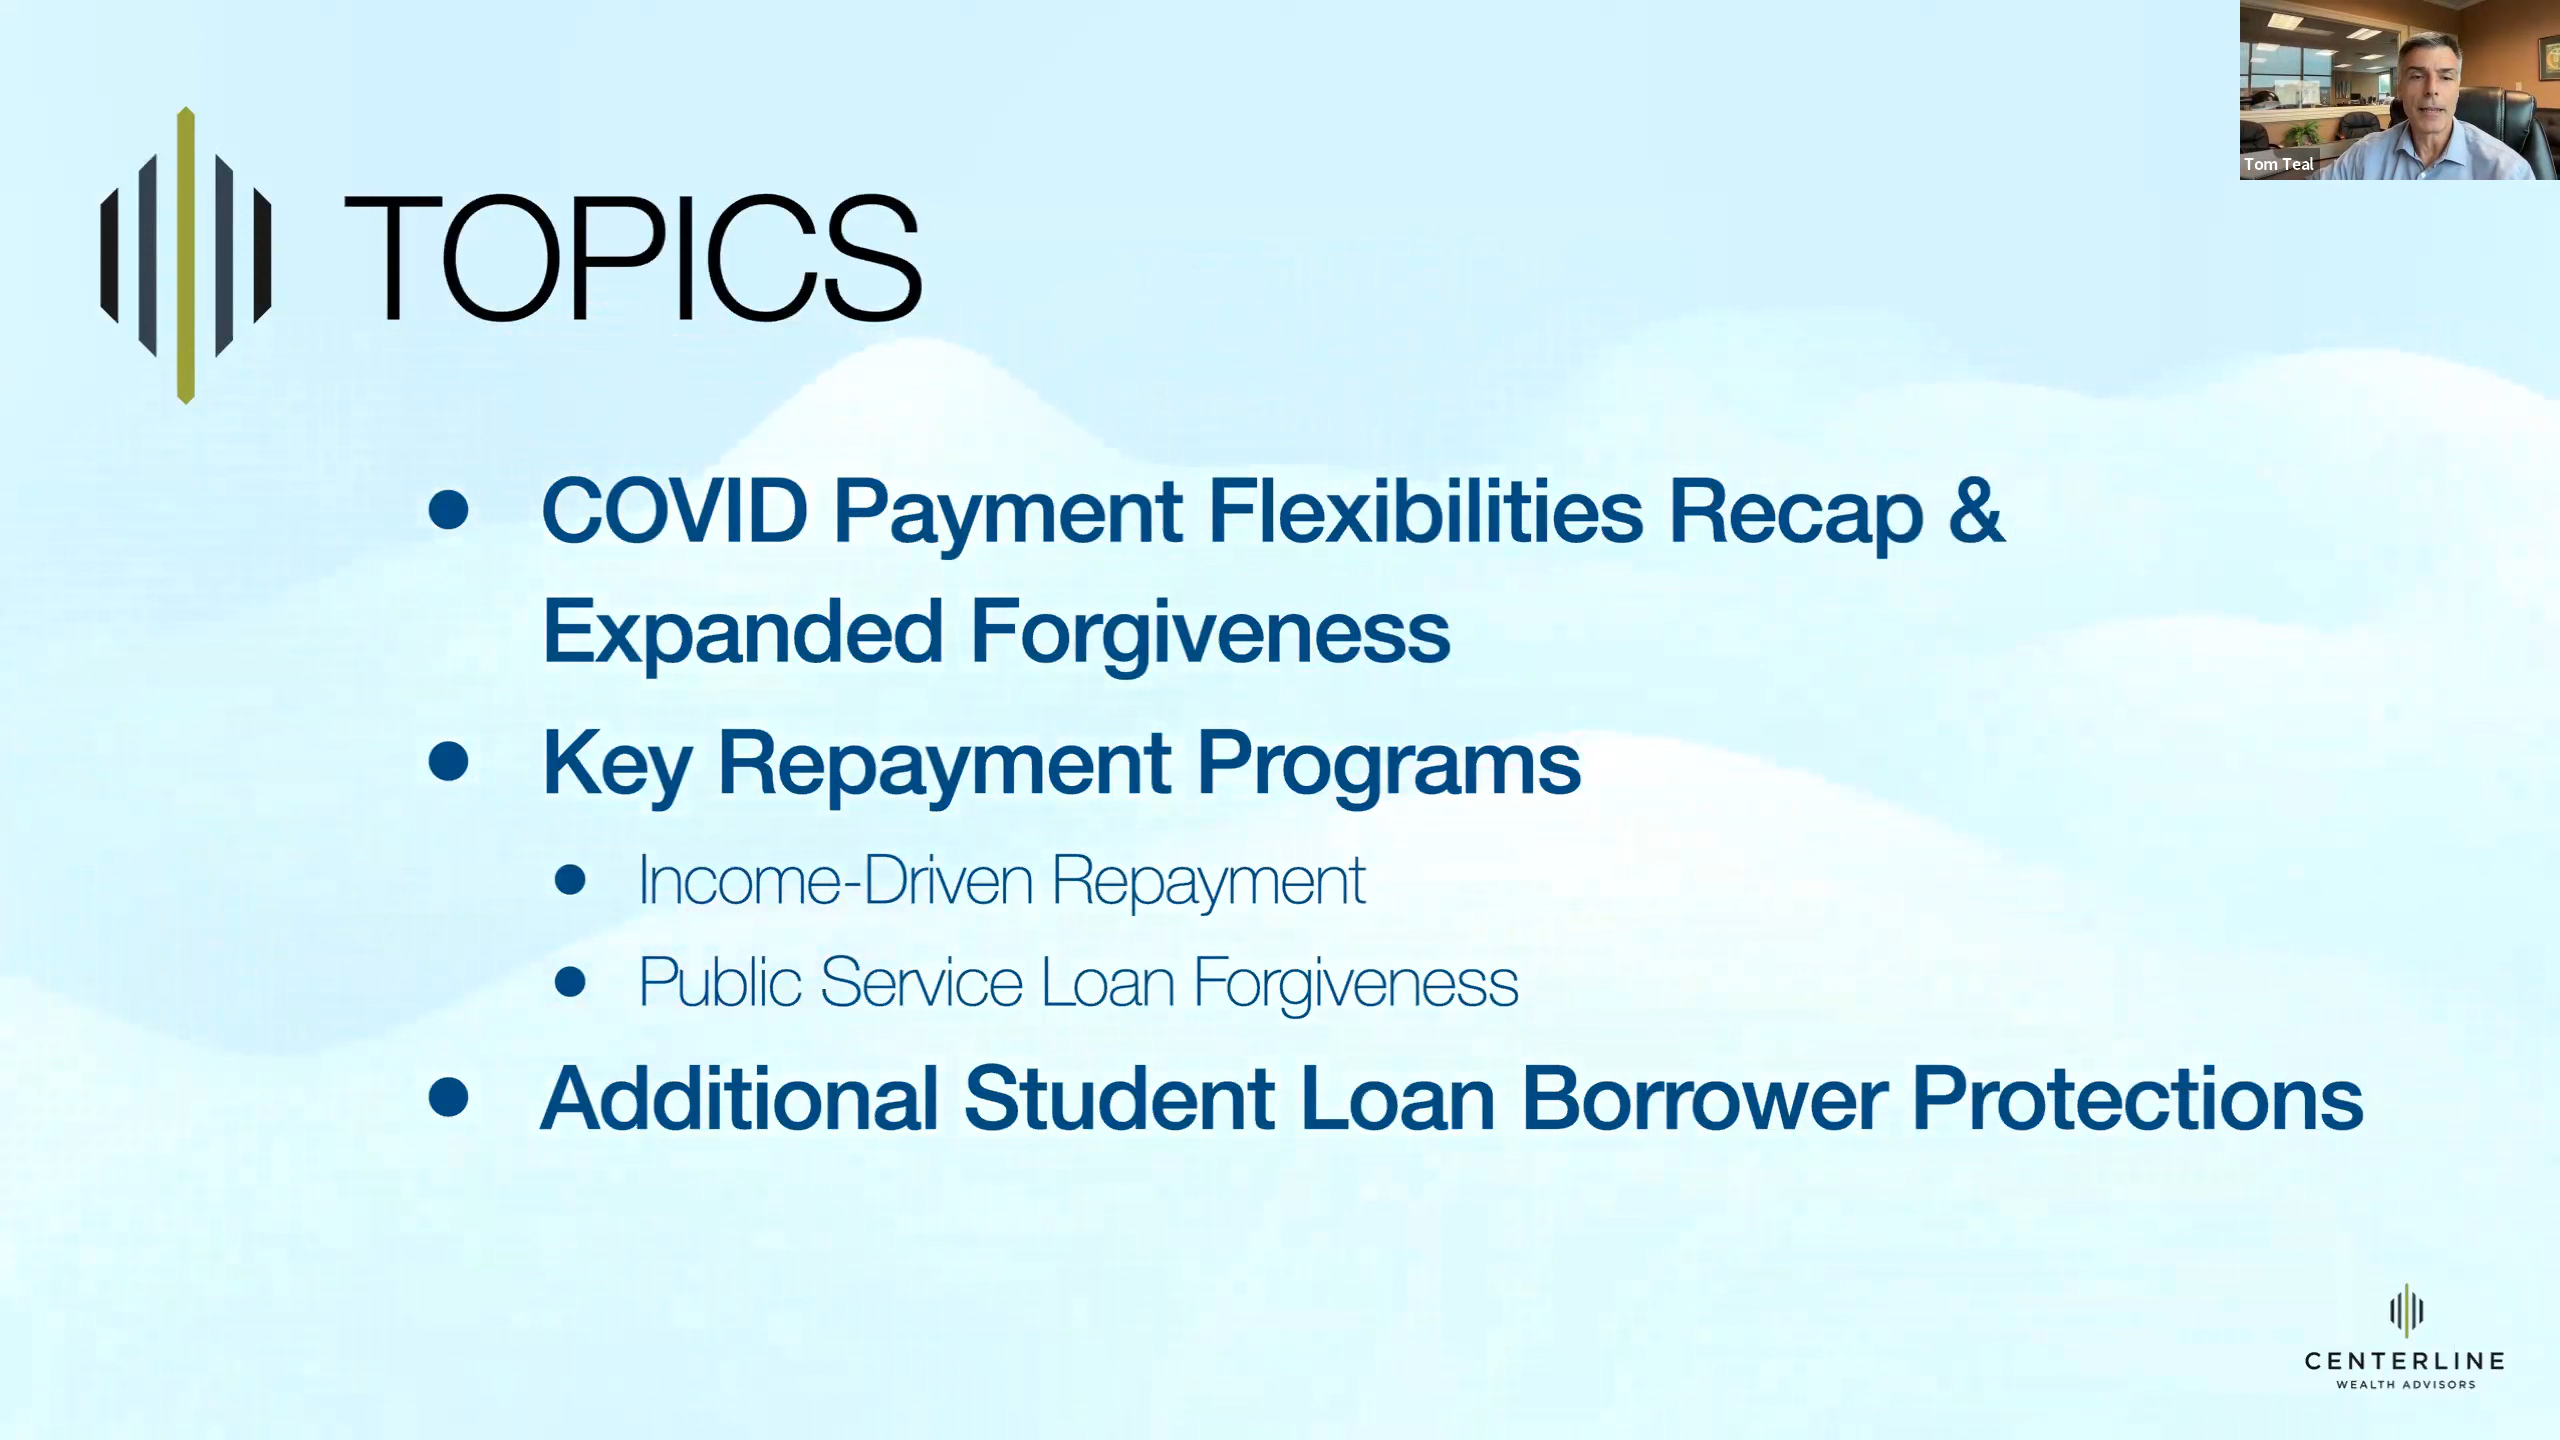 Tom Teal
TOPICS
COVID Payment Flexibilities Recap &
Expanded Forgiveness
Key Repayment Programs
Income-Driven Repayment
Public Service Loan Forgiveness
Additional Student Loan Borrower Protections
CENTERLINE
WEALTH ADVISORS